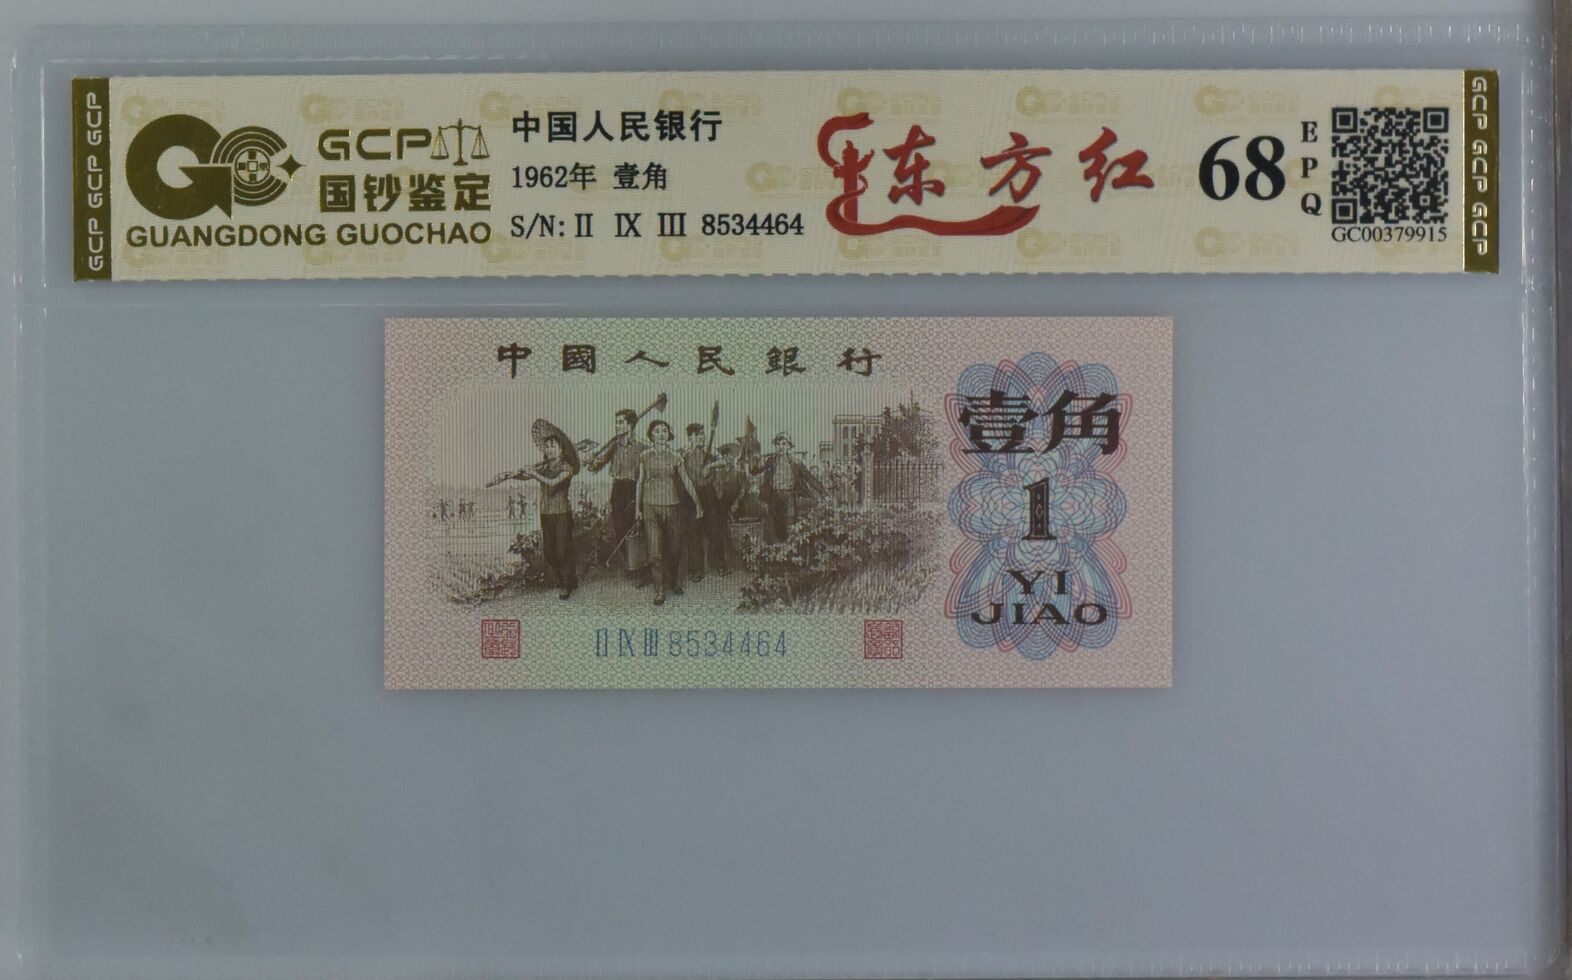 GCP GCP GCP
GCP
国钞鉴定
GUANGDONG GUOCHAO
中国人民银行
1962年 壹角
S/N: II IX III 8534464
东方红
68
EPQ
GC00379915
GCP GCP GCP
中國人民銀行
壹角
1
YI
JIAO
II IX III 8534464